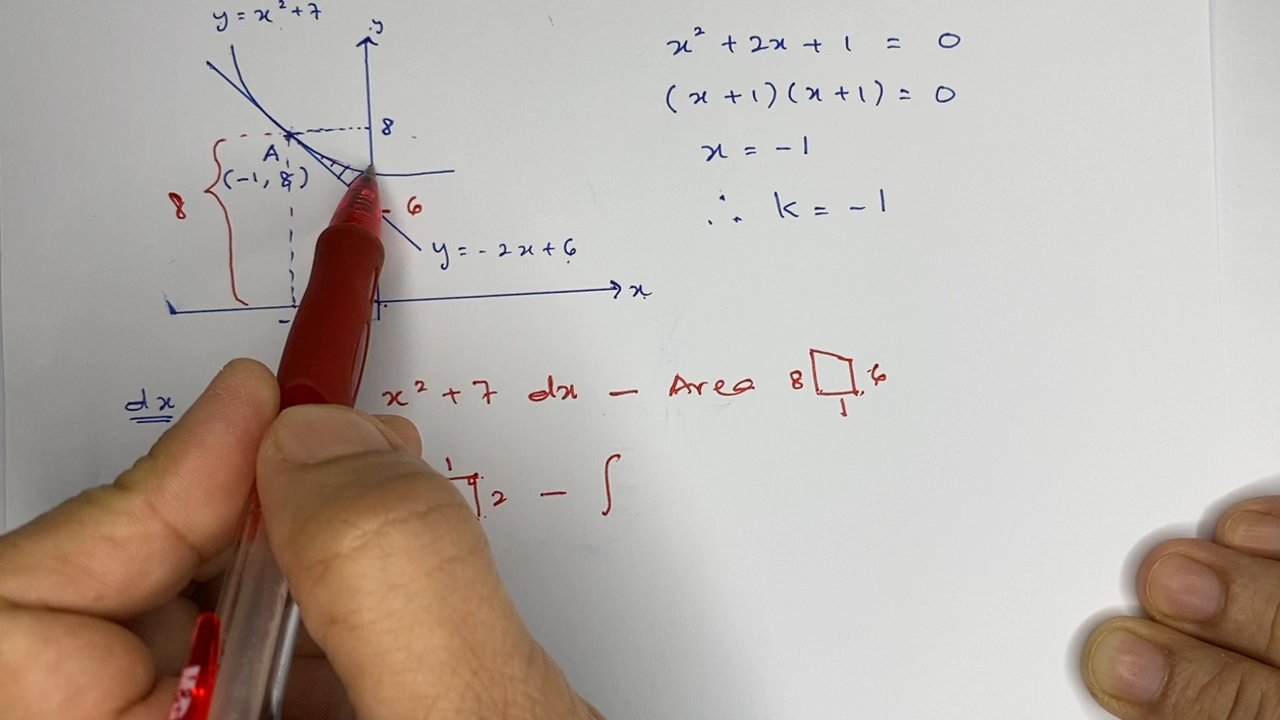 y = x² + 7
y
8
A
(-1, 8)
8
- 6
y = - 2x + 6
x
-
x² + 2x + 1 = 0
(x + 1)(x + 1) = 0
x = -1
∴ k = -1
dx
x² + 7 dx - Area 8 6
1
1
2 - ∫